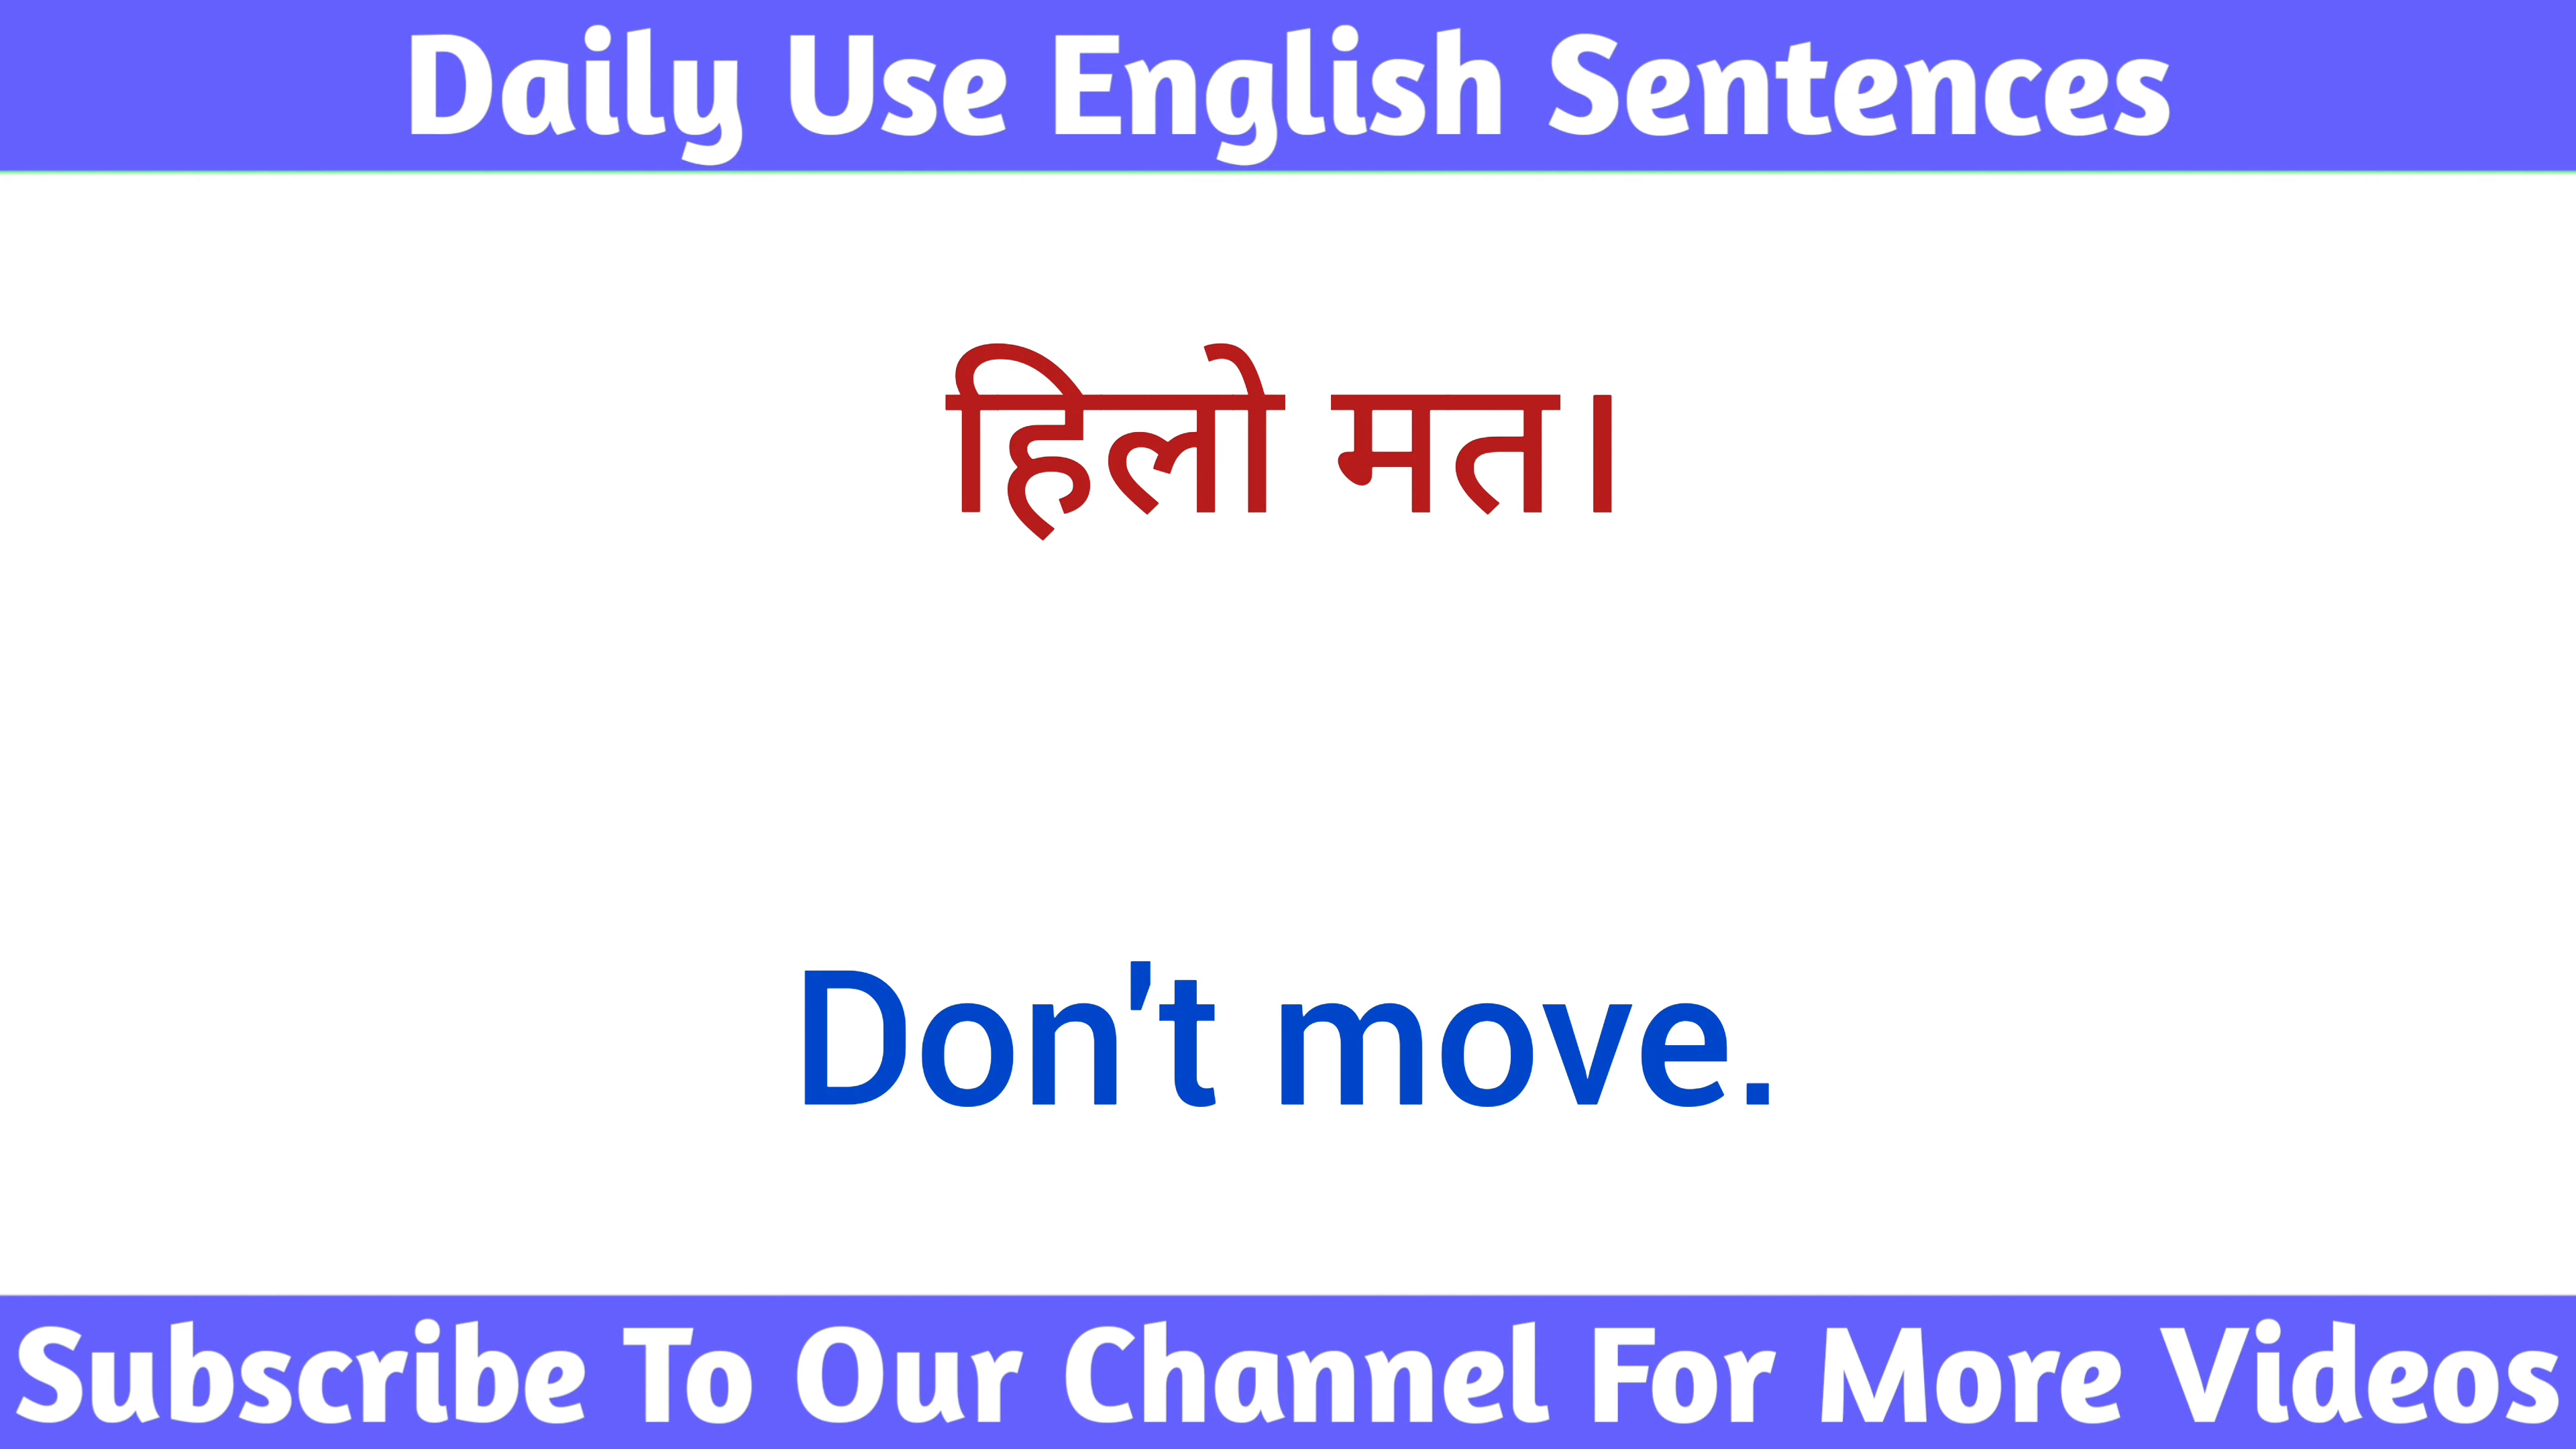 Daily Use English Sentences
हिलो मत।
Don't move.
Subscribe To Our Channel For More Videos